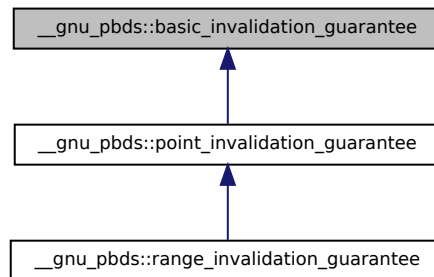 __gnu_pbds::basic_invalidation_guarantee
__gnu_pbds::point_invalidation_guarantee
__gnu_pbds::range_invalidation_guarantee